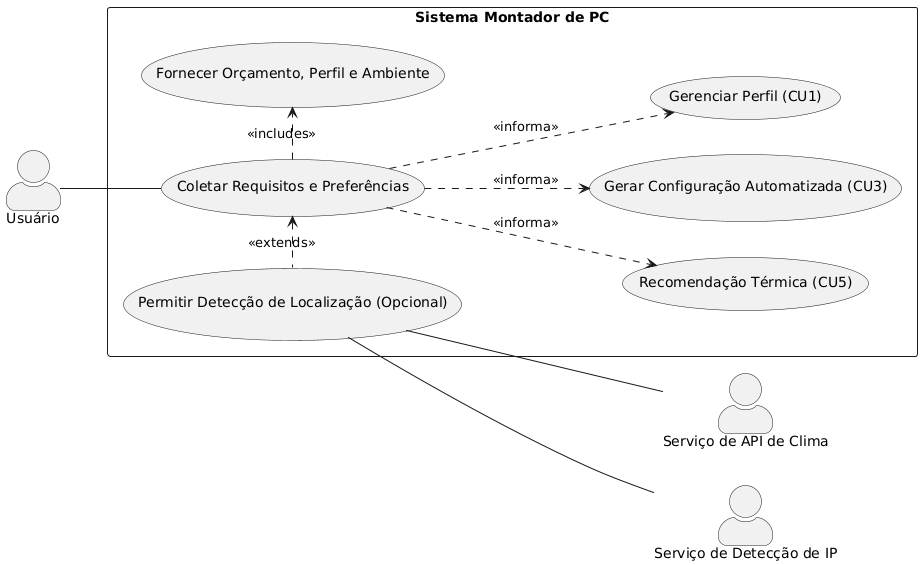 Sistema Montador de PC
Fornecer Orçamento, Perfil e Ambiente
Gerenciar Perfil (CU1)
«includes»
«informa»
Coletar Requisitos e Preferências
«informa»
Gerar Configuração Automatizada (CU3)
Usuário
«informa»
«extends»
Recomendação Térmica (CU5)
Permitir Detecção de Localização (Opcional)
Serviço de API de Clima
Serviço de Detecção de IP